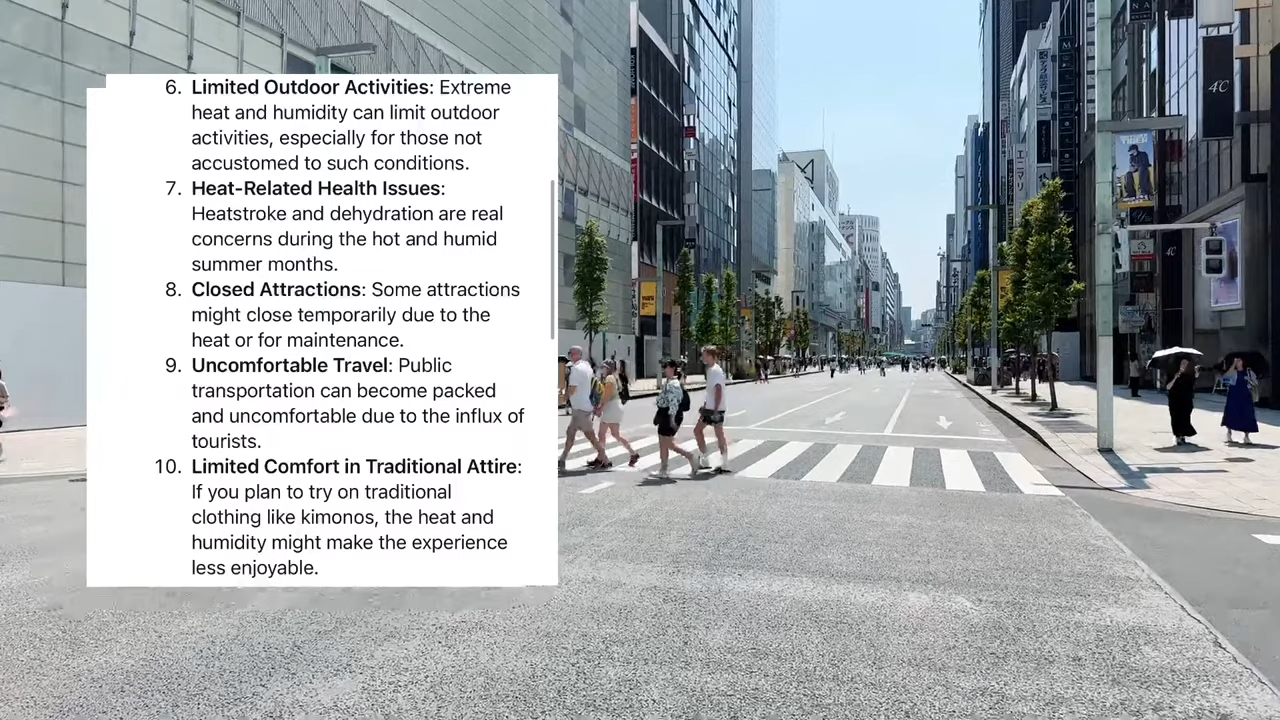 6. Limited Outdoor Activities: Extreme
heat and humidity can limit outdoor
activities, especially for those not
accustomed to such conditions.
7. Heat-Related Health Issues:
Heatstroke and dehydration are real
concerns during the hot and humid
summer months.
8. Closed Attractions: Some attractions
might close temporarily due to the
heat or for maintenance.
9. Uncomfortable Travel: Public
transportation can become packed
and uncomfortable due to the influx of
tourists.
10. Limited Comfort in Traditional Attire:
If you plan to try on traditional
clothing like kimonos, the heat and
humidity might make the experience
less enjoyable.
4℃
TIGER
エニマリ